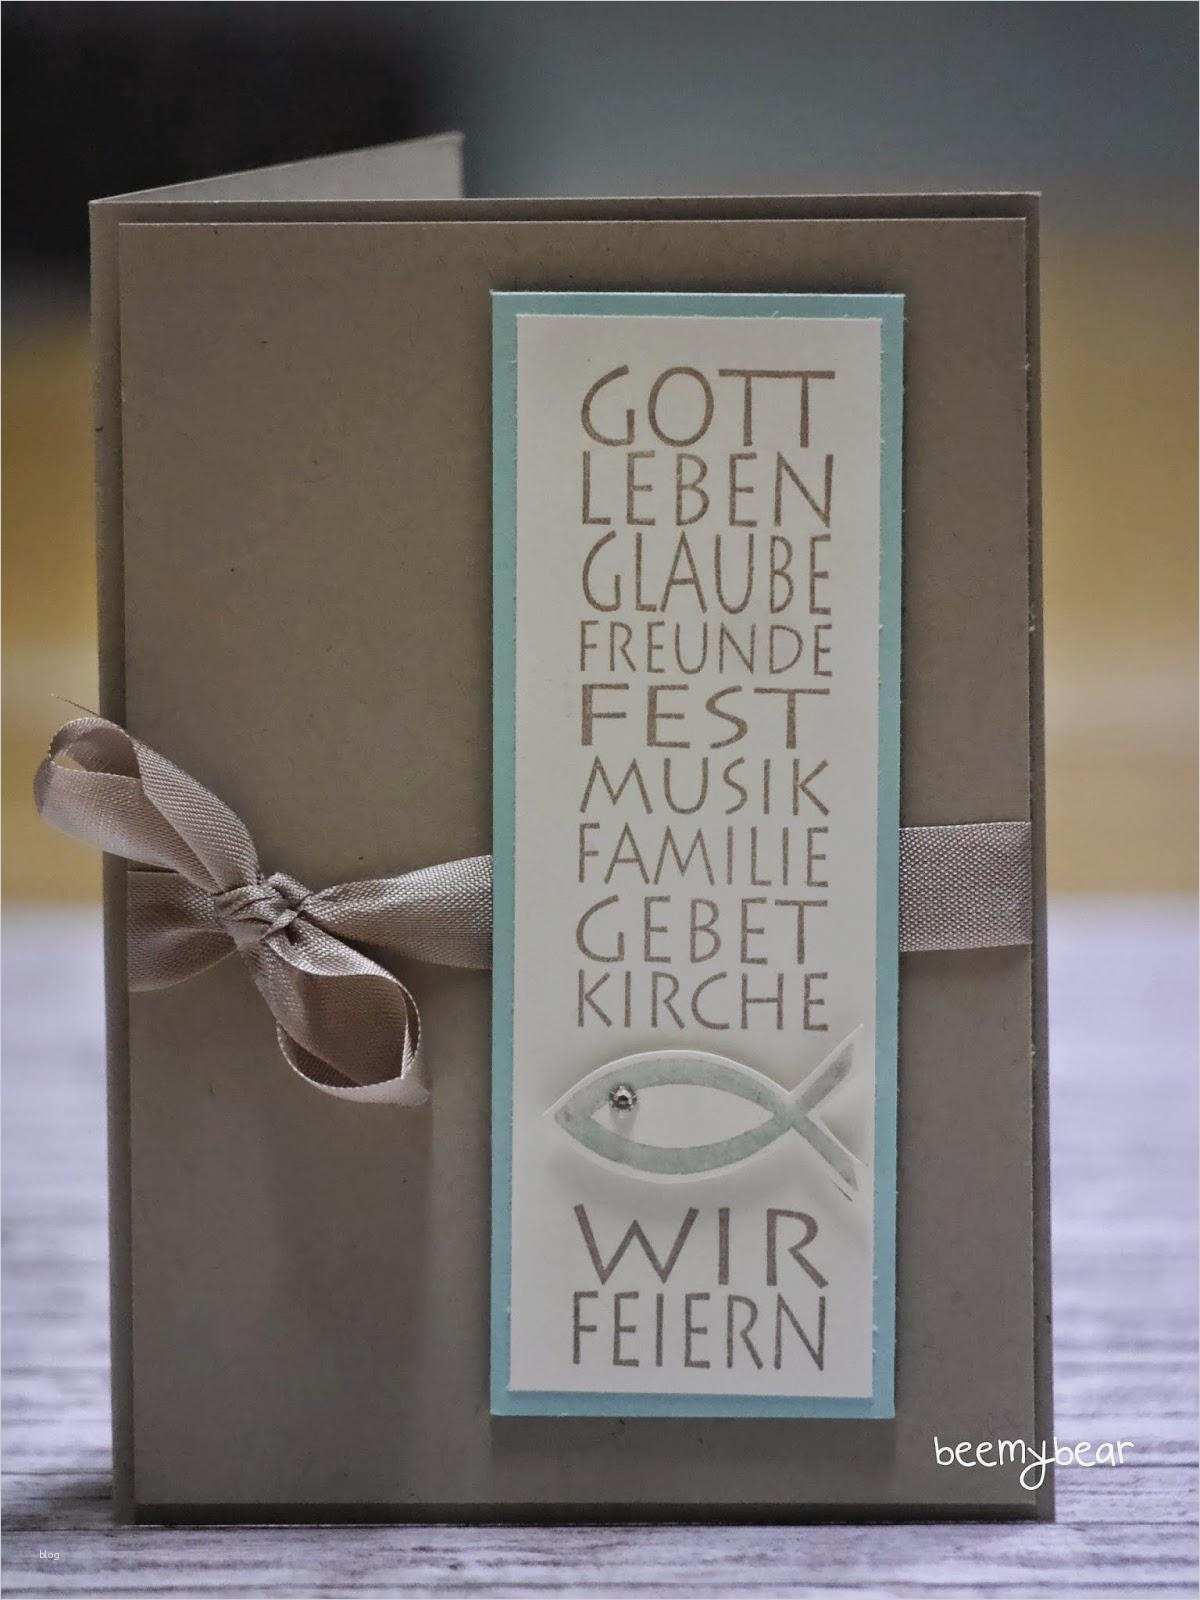 GOTT
LEBEN
GLAUBE
FREUNDE
FEST
MUSIK
FAMILIE
GEBET
KIRCHE
WIR
FEIERN
beemybear
blog